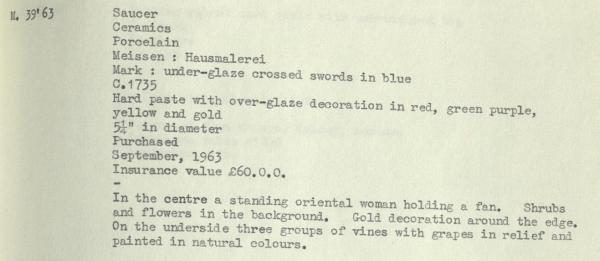 M. 39'63 Saucer
Ceramics
Porcelain
Meissen : Hausmalerei
Mark : under-glaze crossed swords in blue
C.1735
Hard paste with over-glaze decoration in red, green purple,
yellow and gold
5¼" in diameter
Purchased
September, 1963
Insurance value £60.0.0.
-
In the centre a standing oriental woman holding a fan. Shrubs
and flowers in the background. Gold decoration around the edge.
On the underside three groups of vines with grapes in relief and
painted in natural colours.